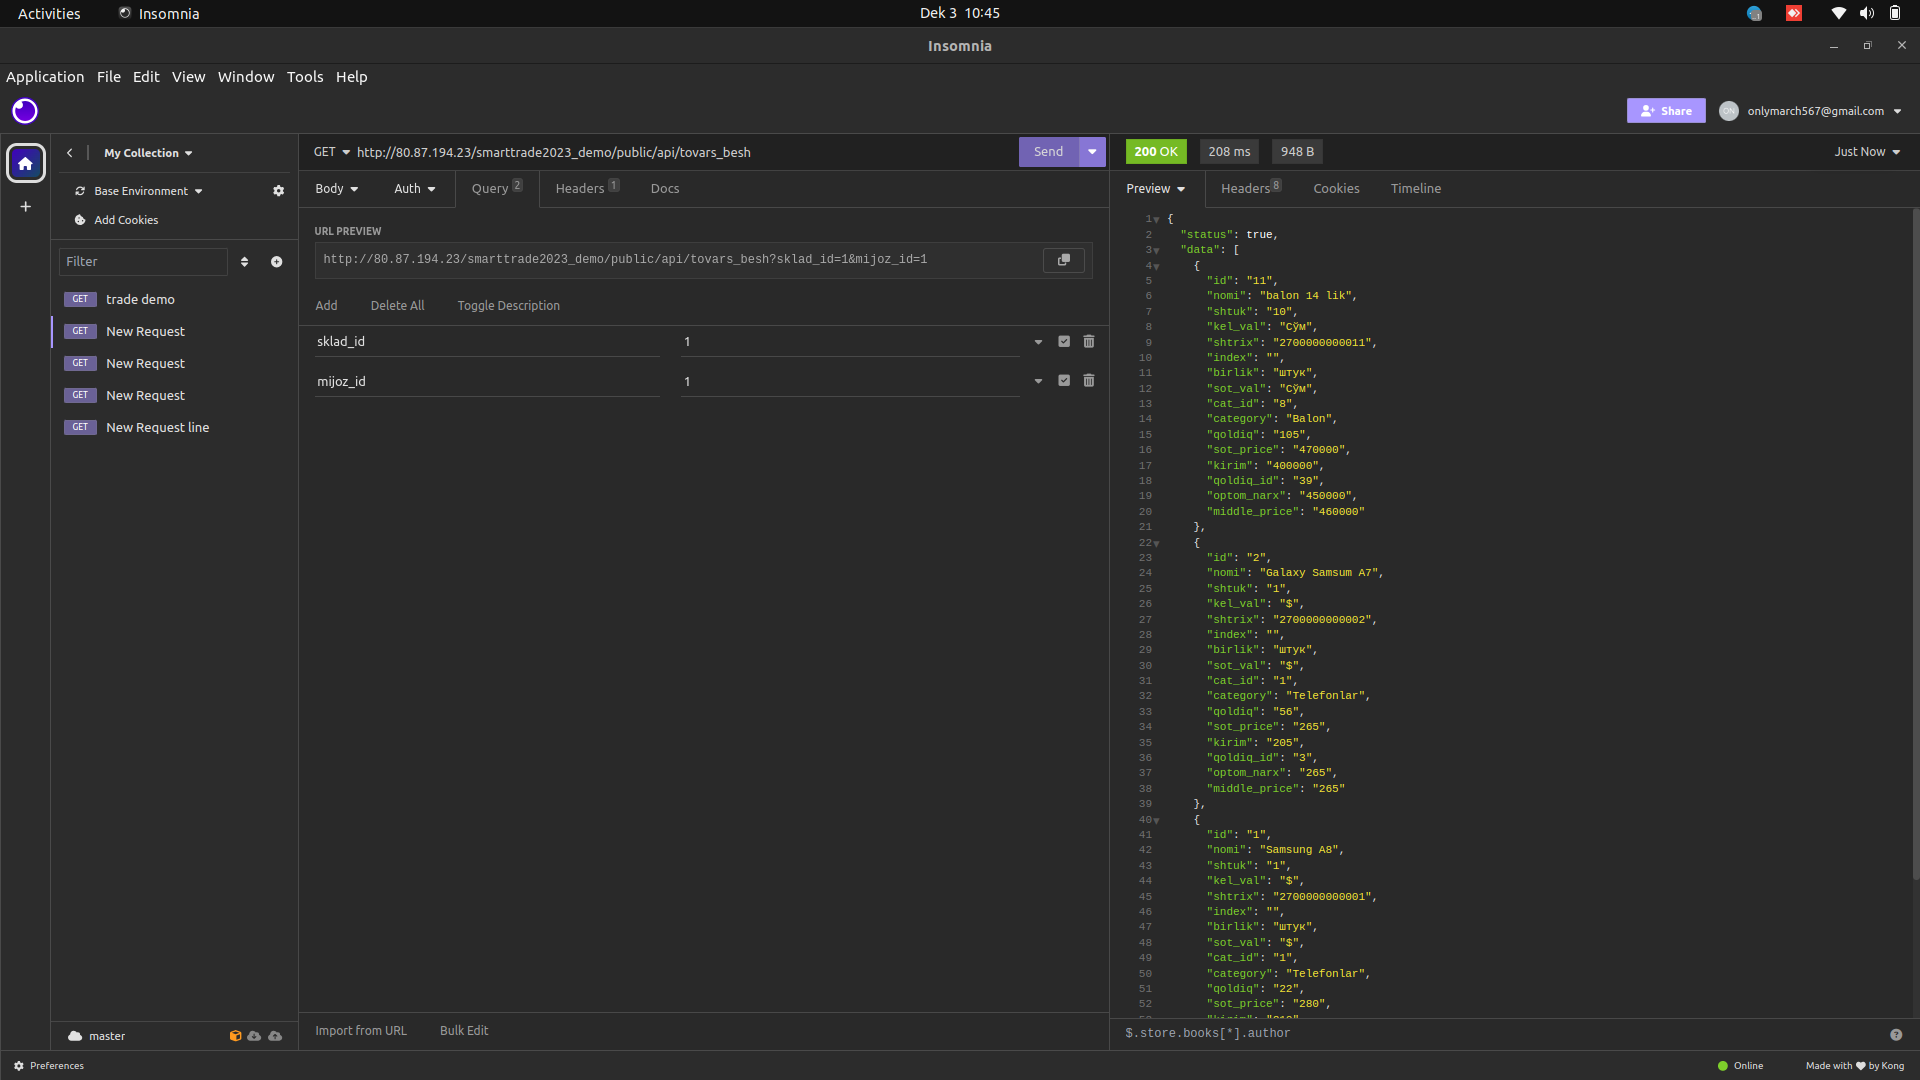 Activities
Insomnia
Dek 3 10:45
Insomnia
Application File Edit View Window Tools Help
Share
ON
onlymarch567@gmail.com
My Collection
Base Environment
Add Cookies
Filter
GET trade demo
GET New Request
GET New Request
GET New Request
GET New Request line
master
GET http://80.87.194.23/smarttrade2023_demo/public/api/tovars_besh
Send
Body Auth Query 2 Headers 1 Docs
URL PREVIEW
http://80.87.194.23/smarttrade2023_demo/public/api/tovars_besh?sklad_id=1&mijoz_id=1
Add Delete All Toggle Description
sklad_id 1
mijoz_id 1
Import from URL Bulk Edit
200 OK 208 ms 948 B Just Now
Preview Headers 8 Cookies Timeline
1 {
2 "status": true,
3 "data": [
4 {
5 "id": "11",
6 "nomi": "balon 14 lik",
7 "shtuk": "10",
8 "kel_val": "Сўм",
9 "shtrix": "2700000000011",
10 "index": "",
11 "birlik": "штук",
12 "sot_val": "Сўм",
13 "cat_id": "8",
14 "category": "Balon",
15 "qoldiq": "105",
16 "sot_price": "470000",
17 "kirim": "400000",
18 "qoldiq_id": "39",
19 "optom_narx": "450000",
20 "middle_price": "460000"
21 },
22 {
23 "id": "2",
24 "nomi": "Galaxy Samsum A7",
25 "shtuk": "1",
26 "kel_val": "$",
27 "shtrix": "2700000000002",
28 "index": "",
29 "birlik": "штук",
30 "sot_val": "$",
31 "cat_id": "1",
32 "category": "Telefonlar",
33 "qoldiq": "56",
34 "sot_price": "265",
35 "kirim": "205",
36 "qoldiq_id": "3",
37 "optom_narx": "265",
38 "middle_price": "265"
39 },
40 {
41 "id": "1",
42 "nomi": "Samsung A8",
43 "shtuk": "1",
44 "kel_val": "$",
45 "shtrix": "2700000000001",
46 "index": "",
47 "birlik": "штук",
48 "sot_val": "$",
49 "cat_id": "1",
50 "category": "Telefonlar",
51 "qoldiq": "22",
52 "sot_price": "280",
$.store.books[*].author
Preferences
Online
Made with ♥ by Kong